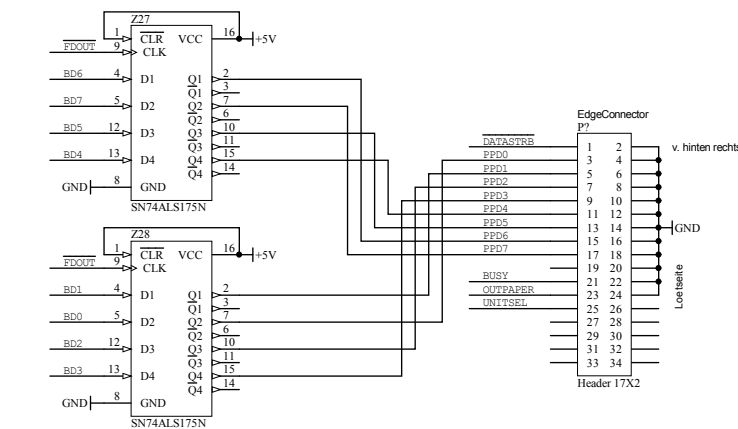 Z27
1 CLR VCC 16 +5V
FDOUT 9 CLK
BD6 4 D1 Q1 2
Q1 3
BD7 5 D2 Q2 7
Q2 6
BD5 12 D3 Q3 10
Q3 11
BD4 13 D4 Q4 15
Q4 14
GND 8 GND
SN74ALS175N
Z28
1 CLR VCC 16 +5V
FDOUT 9 CLK
BD1 4 D1 Q1 2
Q1 3
BD0 5 D2 Q2 7
Q2 6
BD2 12 D3 Q3 10
Q3 11
BD3 13 D4 Q4 15
Q4 14
GND 8 GND
SN74ALS175N
EdgeConnector
P?
DATASTRB 1 2 v. hinten rechts
PPD0 3 4
PPD1 5 6
PPD2 7 8
PPD3 9 10
PPD4 11 12
PPD5 13 14 GND
PPD6 15 16
PPD7 17 18
19 20
BUSY 21 22
OUTPAPER 23 24
UNITSEL 25 26
27 28
29 30
31 32
33 34
Header 17X2
Loetseite